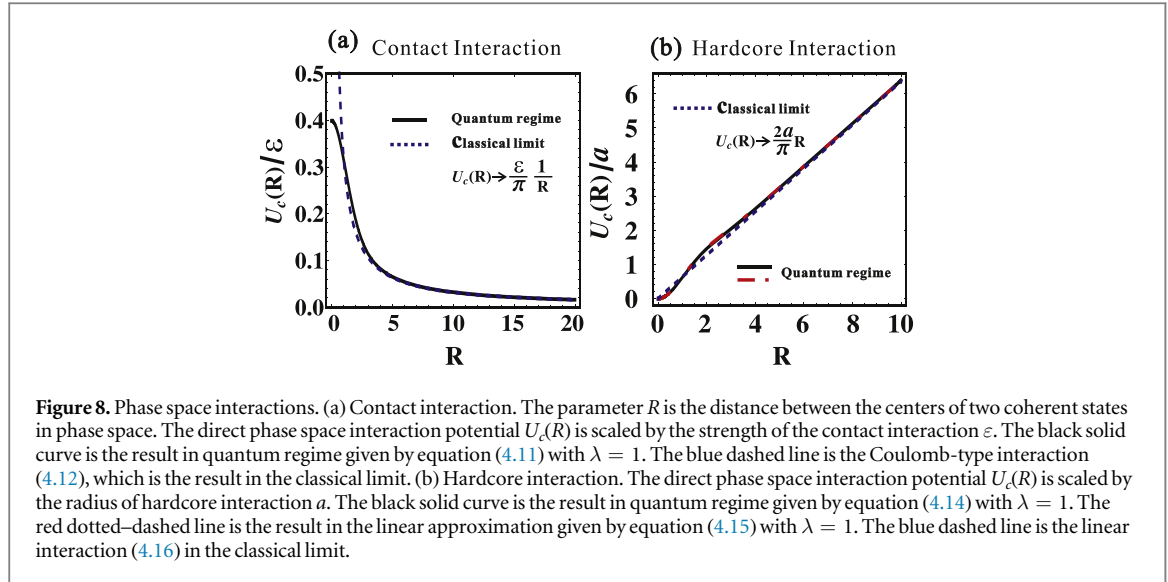 (a) Contact Interaction
0.5
0.4
0.3
0.2
0.1
0.0
U_c(R)/ε
Quantum regime
Classical limit
U_c(R)→ε/π 1/R
0 5 10 15 20
R
(b) Hardcore Interaction
6
5
4
3
2
1
0
U_c(R)/a
Classical limit
U_c(R)→2a/π R
Quantum regime
0 2 4 6 8 10
R
Figure 8. Phase space interactions. (a) Contact interaction. The parameter R is the distance between the centers of two coherent states
in phase space. The direct phase space interaction potential U_c(R) is scaled by the strength of the contact interaction ε. The black solid
curve is the result in quantum regime given by equation (4.11) with λ = 1. The blue dashed line is the Coulomb-type interaction
(4.12), which is the result in the classical limit. (b) Hardcore interaction. The direct phase space interaction potential U_c(R) is scaled by
the radius of hardcore interaction a. The black solid curve is the result in quantum regime given by equation (4.14) with λ = 1. The
red dotted–dashed line is the result in the linear approximation given by equation (4.15) with λ = 1. The blue dashed line is the linear
interaction (4.16) in the classical limit.